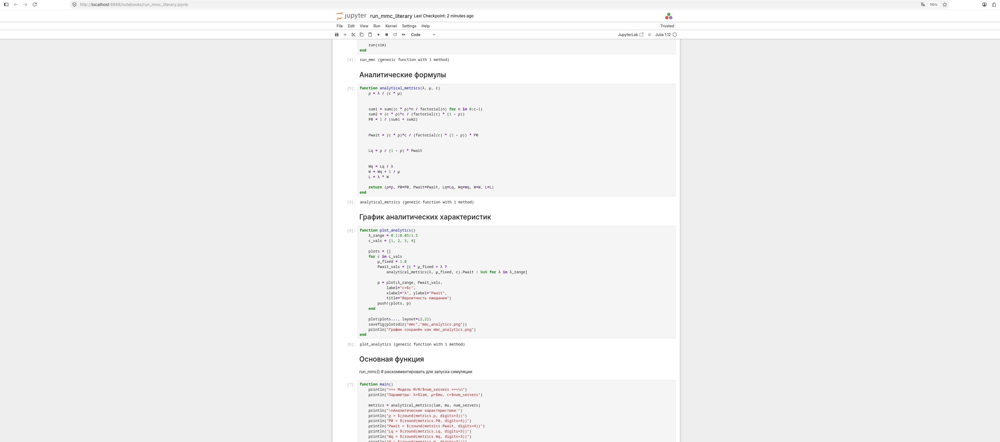 http://localhost:8888/notebooks/run_mmc_literary.ipynb
110%
jupyter run_mmc_literary Last Checkpoint: 2 minutes ago
File Edit View Run Kernel Settings Help
Trusted
Code
JupyterLab
Julia 1.12
    run(sim)
end
[4]: run_mmc (generic function with 1 method)
Аналитические формулы
[5]: function analytical_metrics(λ, μ, c)
    ρ = λ / (c * μ)
    sum1 = sum((c * ρ)^n / factorial(n) for n in 0:c-1)
    sum2 = (c * ρ)^c / (factorial(c) * (1 - ρ))
    P0 = 1 / (sum1 + sum2)
    Pwait = (c * ρ)^c / (factorial(c) * (1 - ρ)) * P0
    Lq = ρ / (1 - ρ) * Pwait
    Wq = Lq / λ
    W = Wq + 1 / μ
    L = λ * W
    return (ρ=ρ, P0=P0, Pwait=Pwait, Lq=Lq, Wq=Wq, W=W, L=L)
end
[5]: analytical_metrics (generic function with 1 method)
График аналитических характеристик
[6]: function plot_analytics()
    λ_range = 0.1:0.05:1.5
    c_vals = [1, 2, 3, 4]
    plots = []
    for c in c_vals
        μ_fixed = 1.0
        Pwait_vals = [c * μ_fixed > λ ?
            analytical_metrics(λ, μ_fixed, c).Pwait : NaN for λ in λ_range]
        p = plot(λ_range, Pwait_vals,
            label="c=$c",
            xlabel="λ", ylabel="Pwait",
            title="Вероятность ожидания")
        push!(plots, p)
    end
    plot(plots..., layout=(2,2))
    savefig(plotsdir("mmc","mmc_analytics.png"))
    println("График сохранён как mmc_analytics.png")
end
[6]: plot_analytics (generic function with 1 method)
Основная функция
run_mmc() # раскомментировать для запуска симуляции
[7]: function main()
    println("=== Модель M/M/$num_servers ===\n")
    println("Параметры: λ=$lam, μ=$mu, c=$num_servers")
    metrics = analytical_metrics(lam, mu, num_servers)
    println("\nАналитические характеристики:")
    println("ρ = $(round(metrics.ρ, digits=3))")
    println("P0 = $(round(metrics.P0, digits=4))")
    println("Pwait = $(round(metrics.Pwait, digits=4))")
    println("Lq = $(round(metrics.Lq, digits=3))")
    println("Wq = $(round(metrics.Wq, digits=3))")
    println("W = $(round(metrics.W, digits=3))")